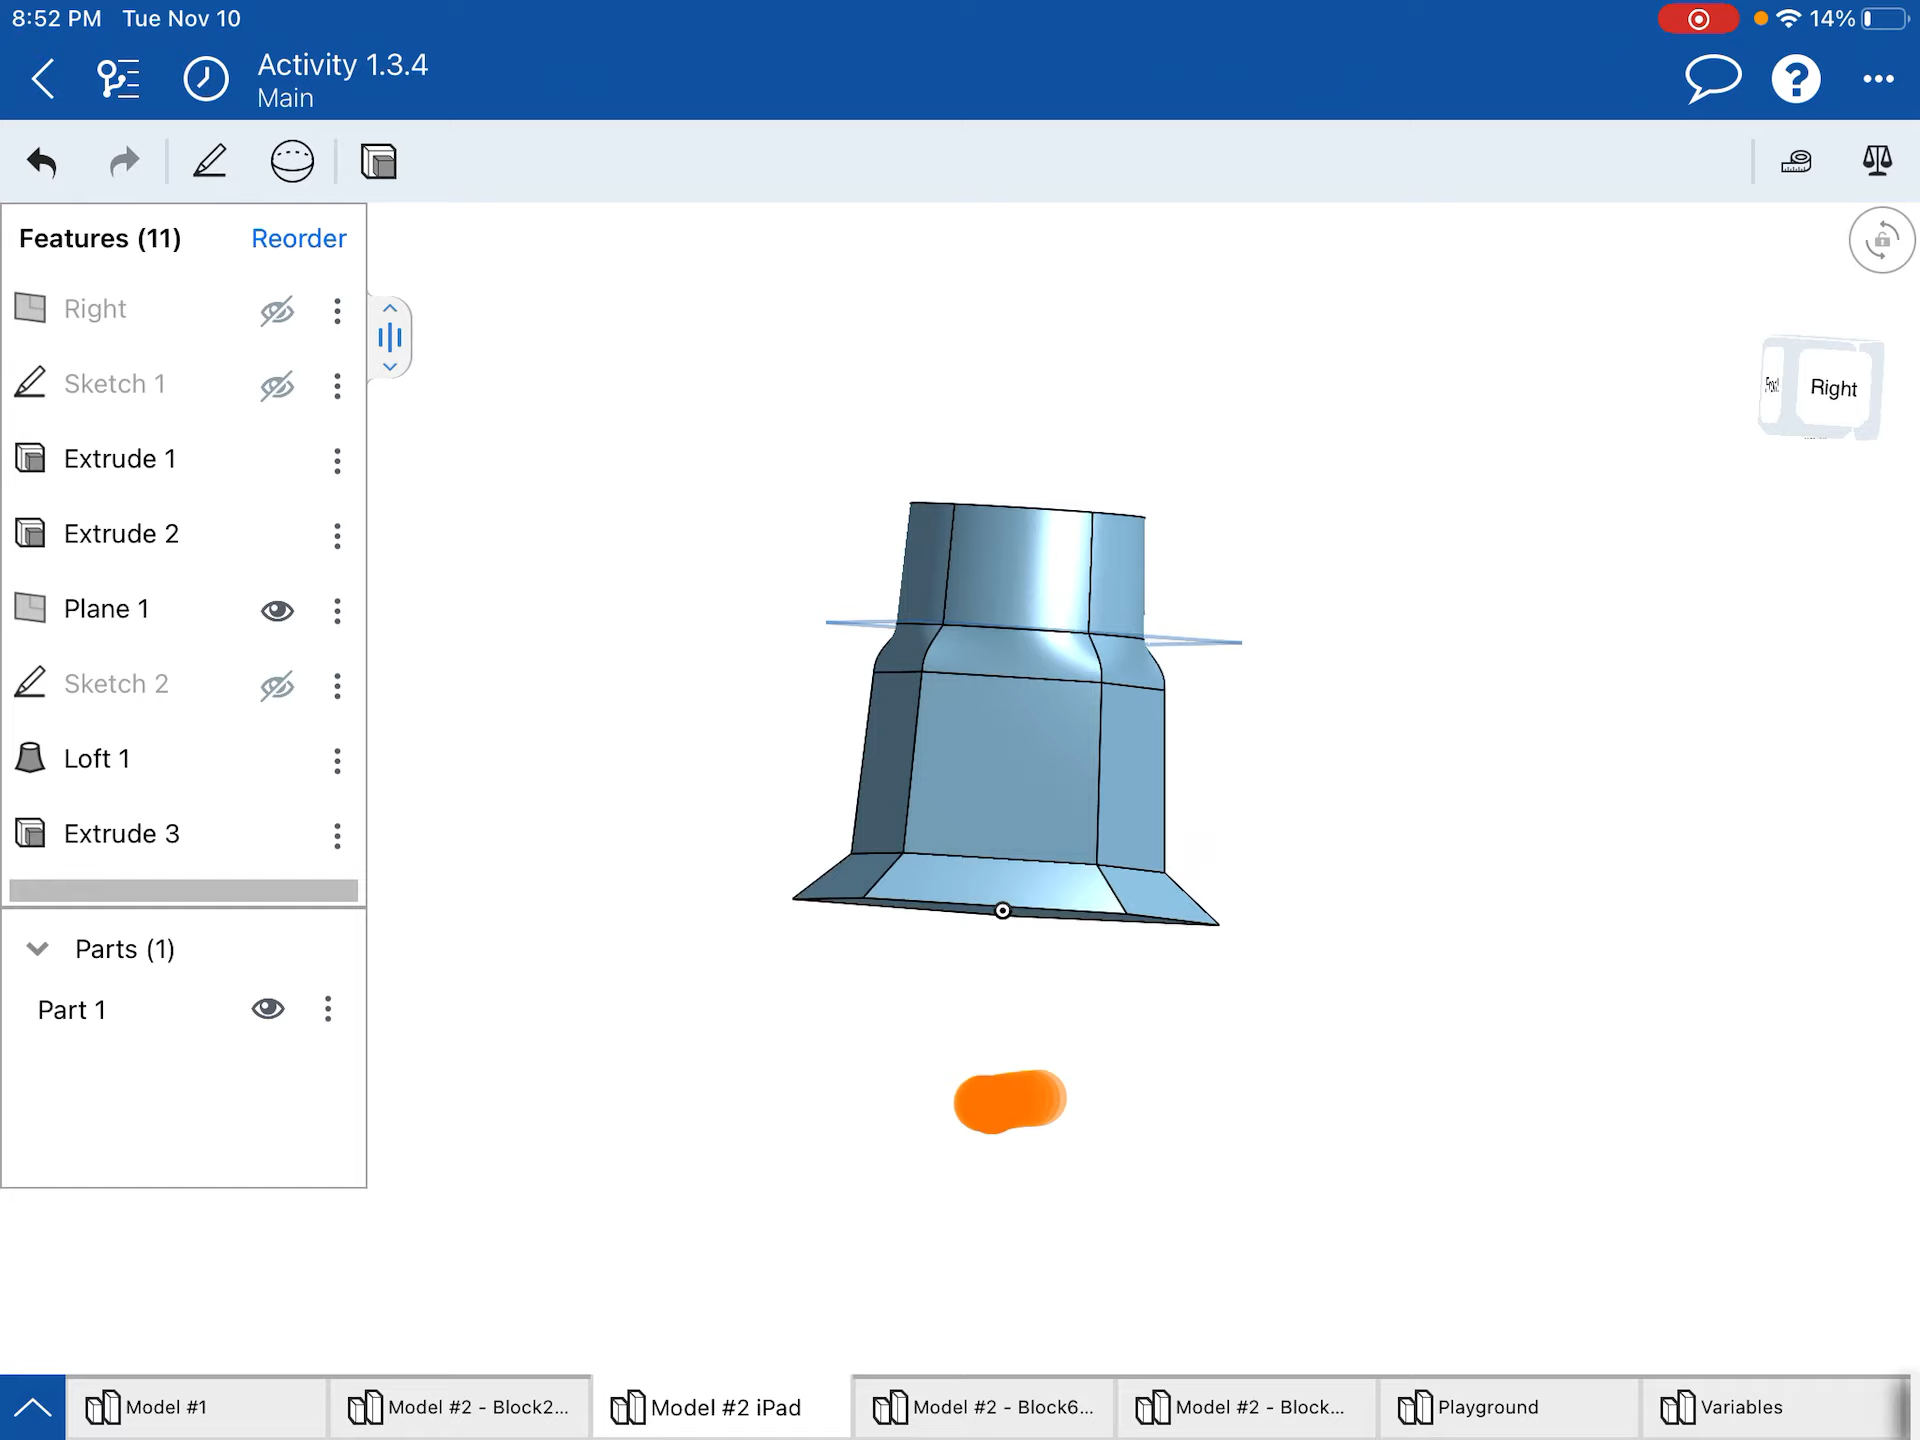 8:52 PM Tue Nov 10
14%
Activity 1.3.4
Main
Features (11)
Reorder
Right
Sketch 1
Extrude 1
Extrude 2
Plane 1
Sketch 2
Loft 1
Extrude 3
Parts (1)
Part 1
Front
Right
Model #1
Model #2 - Block2...
Model #2 iPad
Model #2 - Block6...
Model #2 - Block...
Playground
Variables